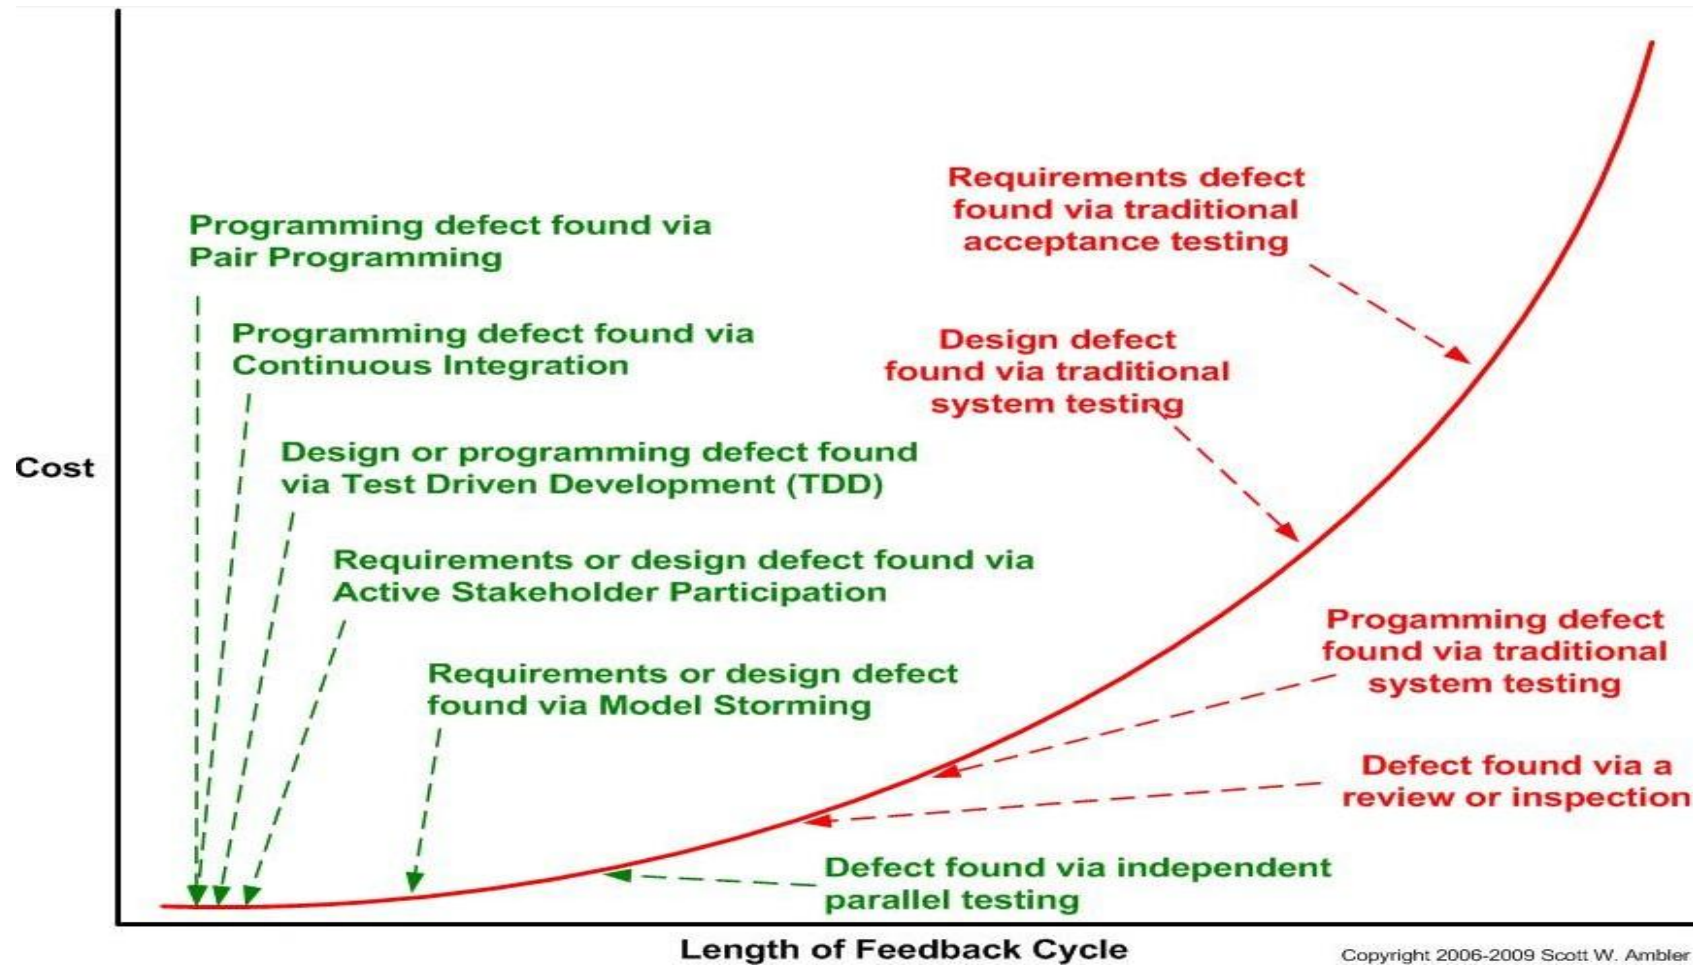 Programming defect found via
Pair Programming
Programming defect found via
Continuous Integration
Design or programming defect found
via Test Driven Development (TDD)
Requirements or design defect found via
Active Stakeholder Participation
Requirements or design defect
found via Model Storming
Requirements defect
found via traditional
acceptance testing
Design defect
found via traditional
system testing
Progamming defect
found via traditional
system testing
Defect found via a
review or inspection
Defect found via independent
parallel testing
Cost
Length of Feedback Cycle
Copyright 2006-2009 Scott W. Ambler